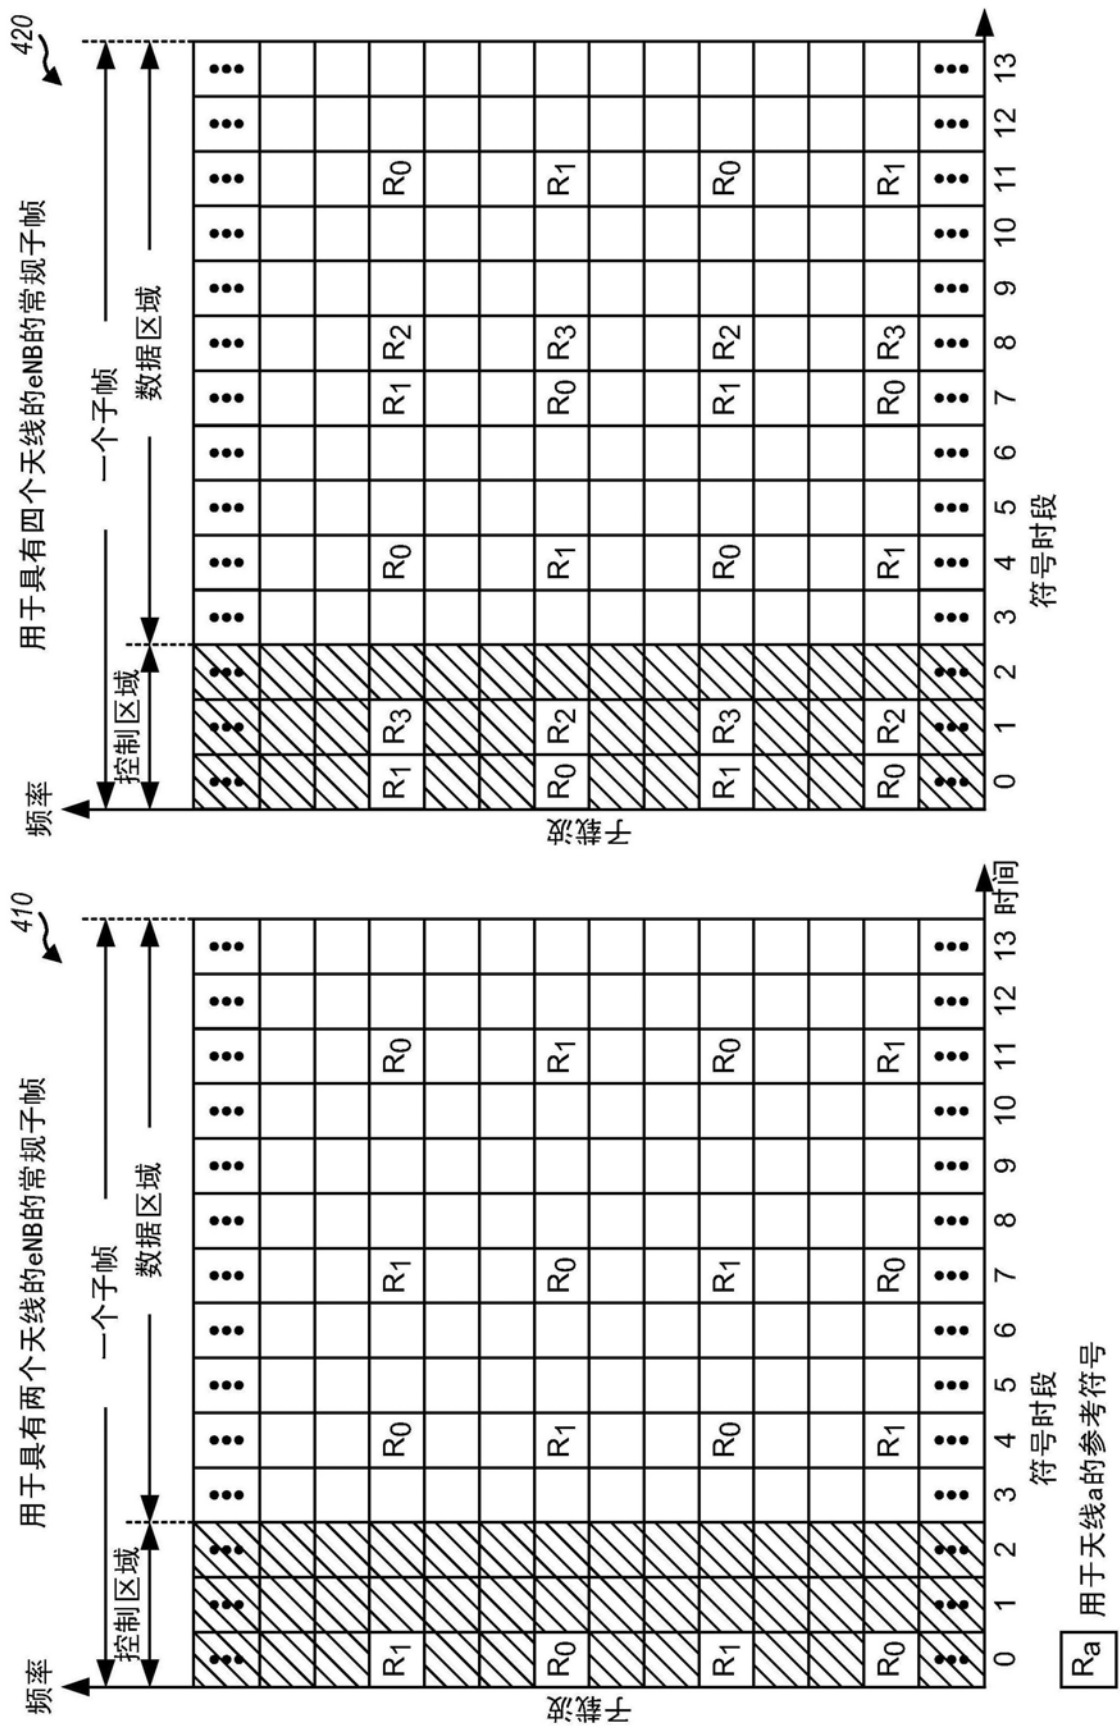 410
用于具有两个天线的eNB的常规子帧
频率
一个子帧
控制区域
数据区域
子载波
R1 R0 R1 R0
R0 R1 R0 R1
R1 R0 R1 R0
R0 R1 R0 R1
0 1 2 3 4 5 6 7 8 9 10 11 12 13
时间
符号时段
Ra 用于天线a的参考符号
420
用于具有四个天线的eNB的常规子帧
频率
一个子帧
控制区域
数据区域
子载波
R1 R3 R0 R1 R2 R0
R0 R2 R1 R0 R3 R1
R1 R3 R0 R1 R2 R0
R0 R2 R1 R0 R3 R1
0 1 2 3 4 5 6 7 8 9 10 11 12 13
符号时段